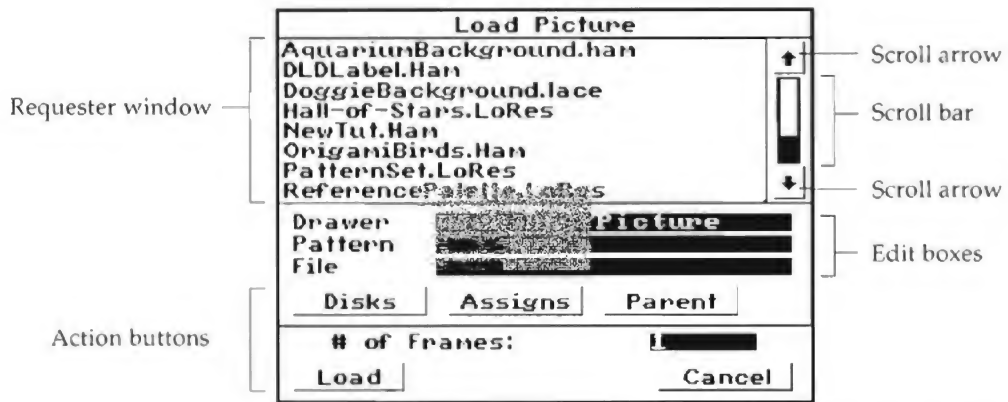 Load Picture
AquariumBackground.ham
DLDLabel.Ham
DoggieBackground.lace
Hall-of-Stars.LoRes
NewTut.Ham
OrigamiBirds.Ham
PatternSet.LoRes
ReferencePalette.LoRes
Drawer Picture
Pattern
File
Disks Assigns Parent
# of Frames:
Load Cancel
Requester window
Action buttons
Scroll arrow
Scroll bar
Scroll arrow
Edit boxes